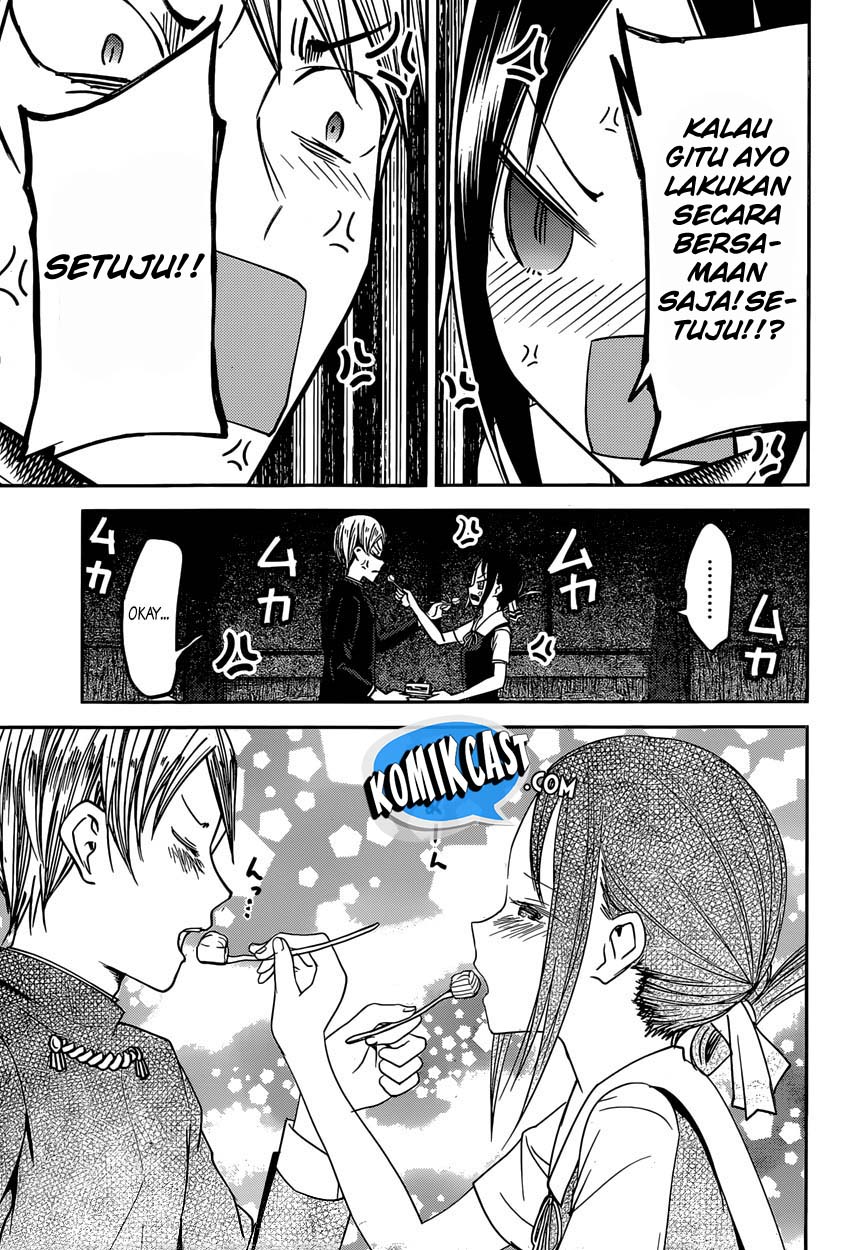 KALAU
GITU AYO
LAKUKAN
SECARA
BERSA-
MAAN
SAJA! SE-
TUJU!!?
SETUJU!!
.........
ムカ
ムカ
ムカ
ムカ
OKAY...
KOMIKCAST
.COM
んっ...